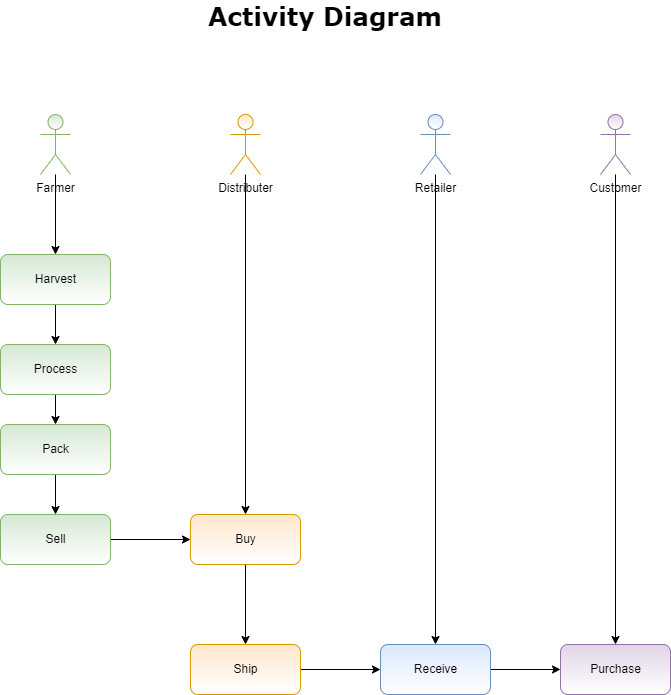 Activity Diagram
Farmer
Distributer
Retailer
Customer
Harvest
Process
Pack
Sell
Buy
Ship
Receive
Purchase